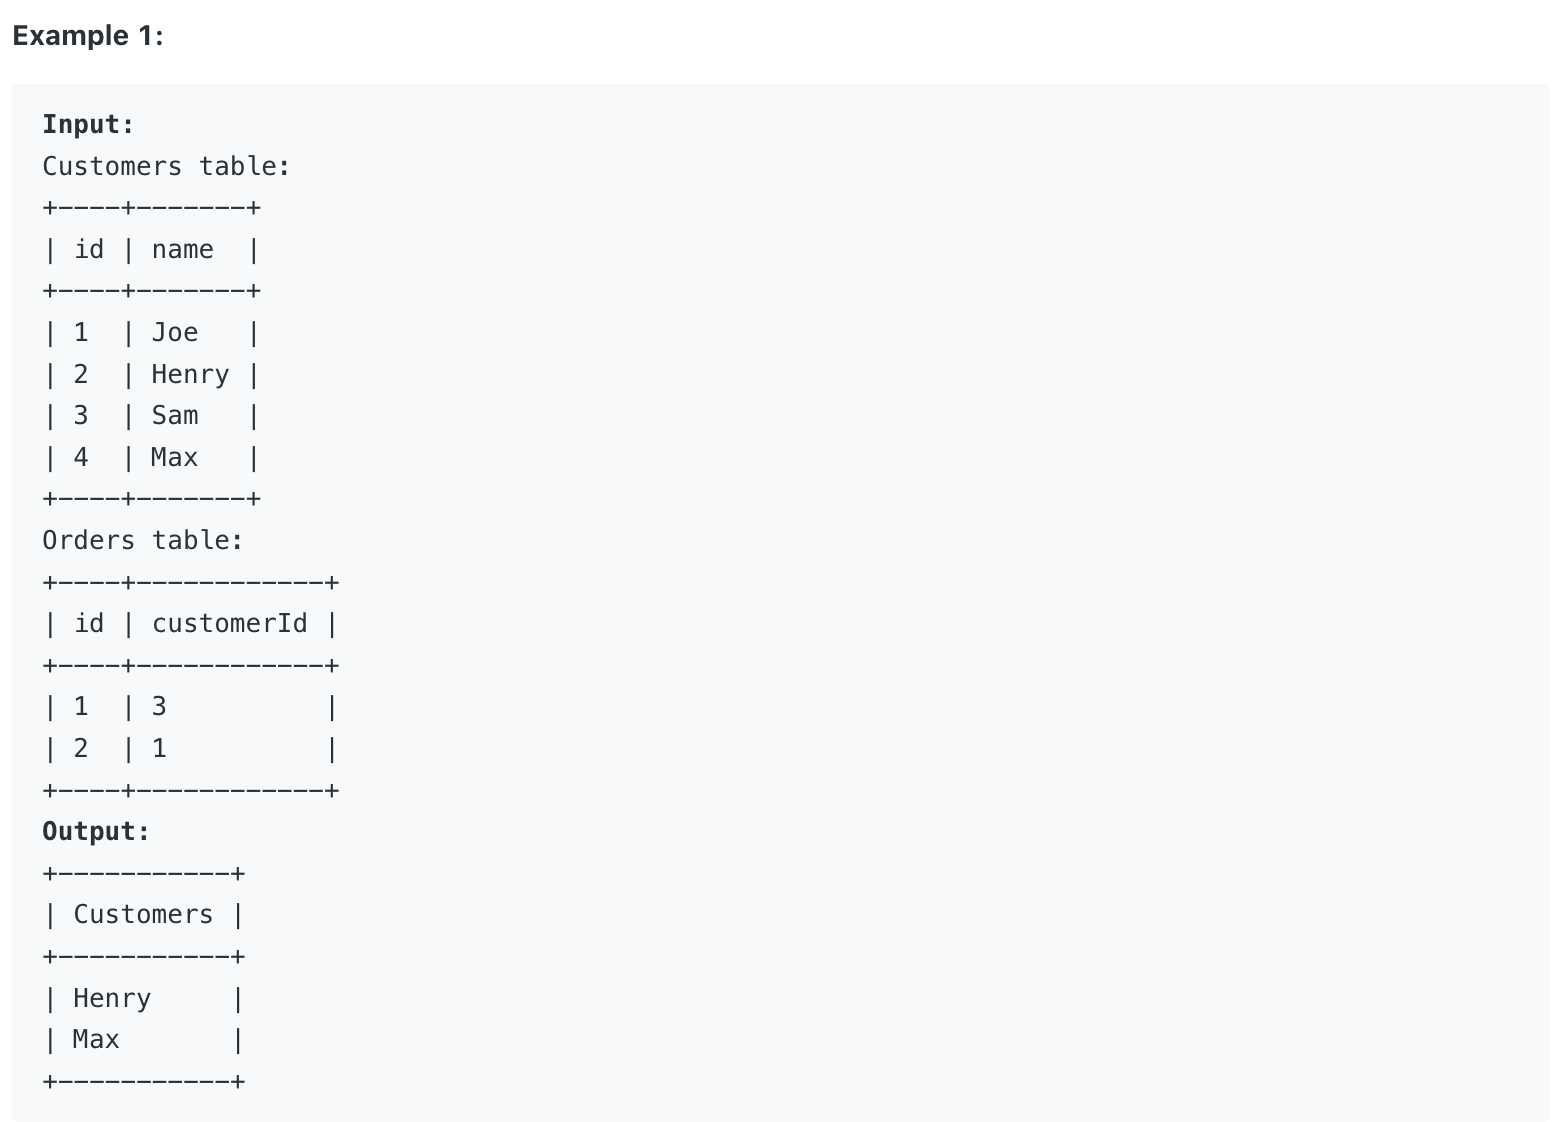 Example 1:
Input:
Customers table:
+----+-------+
| id | name  |
+----+-------+
| 1  | Joe   |
| 2  | Henry |
| 3  | Sam   |
| 4  | Max   |
+----+-------+
Orders table:
+----+------------+
| id | customerId |
+----+------------+
| 1  | 3          |
| 2  | 1          |
+----+------------+
Output:
+-----------+
| Customers |
+-----------+
| Henry     |
| Max       |
+-----------+